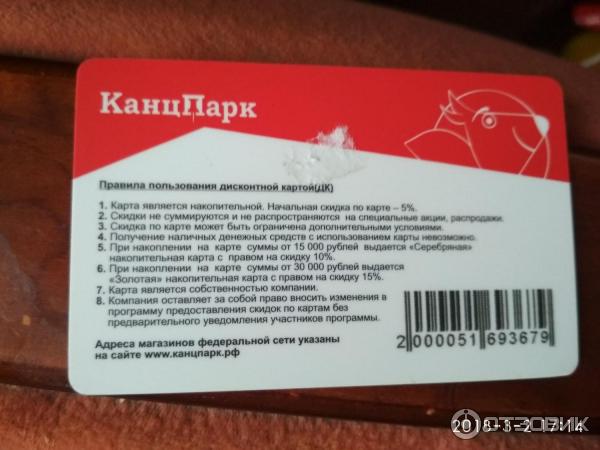 КанцПарк
Правила пользования дисконтной картой(ДК)
1. Карта является накопительной. Начальная скидка по карте – 5%.
2. Скидки не суммируются и не распространяются на специальные акции, распродажи.
3. Скидка по карте может быть ограничена дополнительными условиями.
4. Получение наличных денежных средств с использованием карты невозможно.
5. При накоплении на карте суммы от 15 000 рублей выдается «Серебряная»
накопительная карта с правом на скидку 10%.
6. При накоплении на карте суммы от 30 000 рублей выдается
«Золотая» накопительная карта с правом на скидку 15%.
7. Карта является собственностью компании.
8. Компания оставляет за собой право вносить изменения в
программу предоставления скидок по картам без
предварительного уведомления участников программы.
Адреса магазинов федеральной сети указаны
на сайте www.канцпарк.рф
2 000051 693679
ОТЗОВИК
2018-3-2 17:14